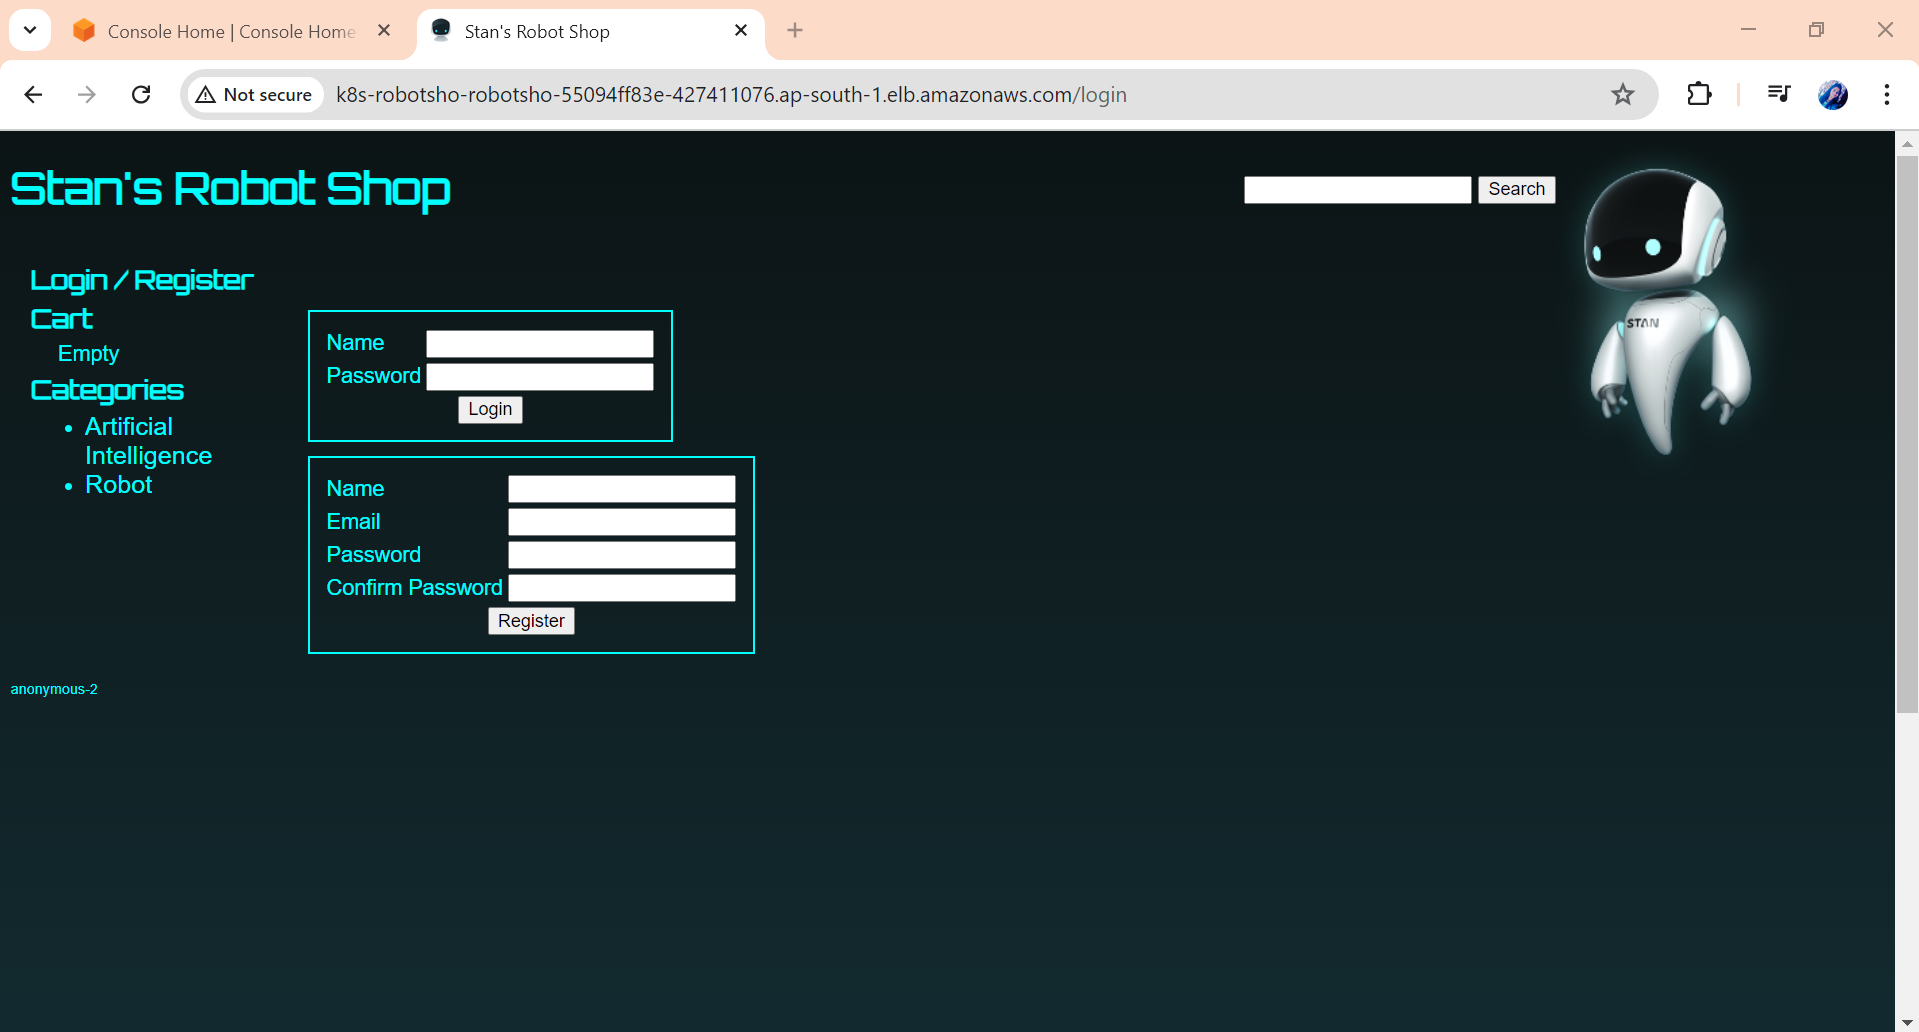 Console Home | Console Home
Stan's Robot Shop
Not secure
k8s-robotsho-robotsho-55094ff83e-427411076.ap-south-1.elb.amazonaws.com/login
Stan's Robot Shop
Search
STAN
Login / Register
Cart
Empty
Categories
Artificial
Intelligence
Robot
Name
Password
Login
Name
Email
Password
Confirm Password
Register
anonymous-2